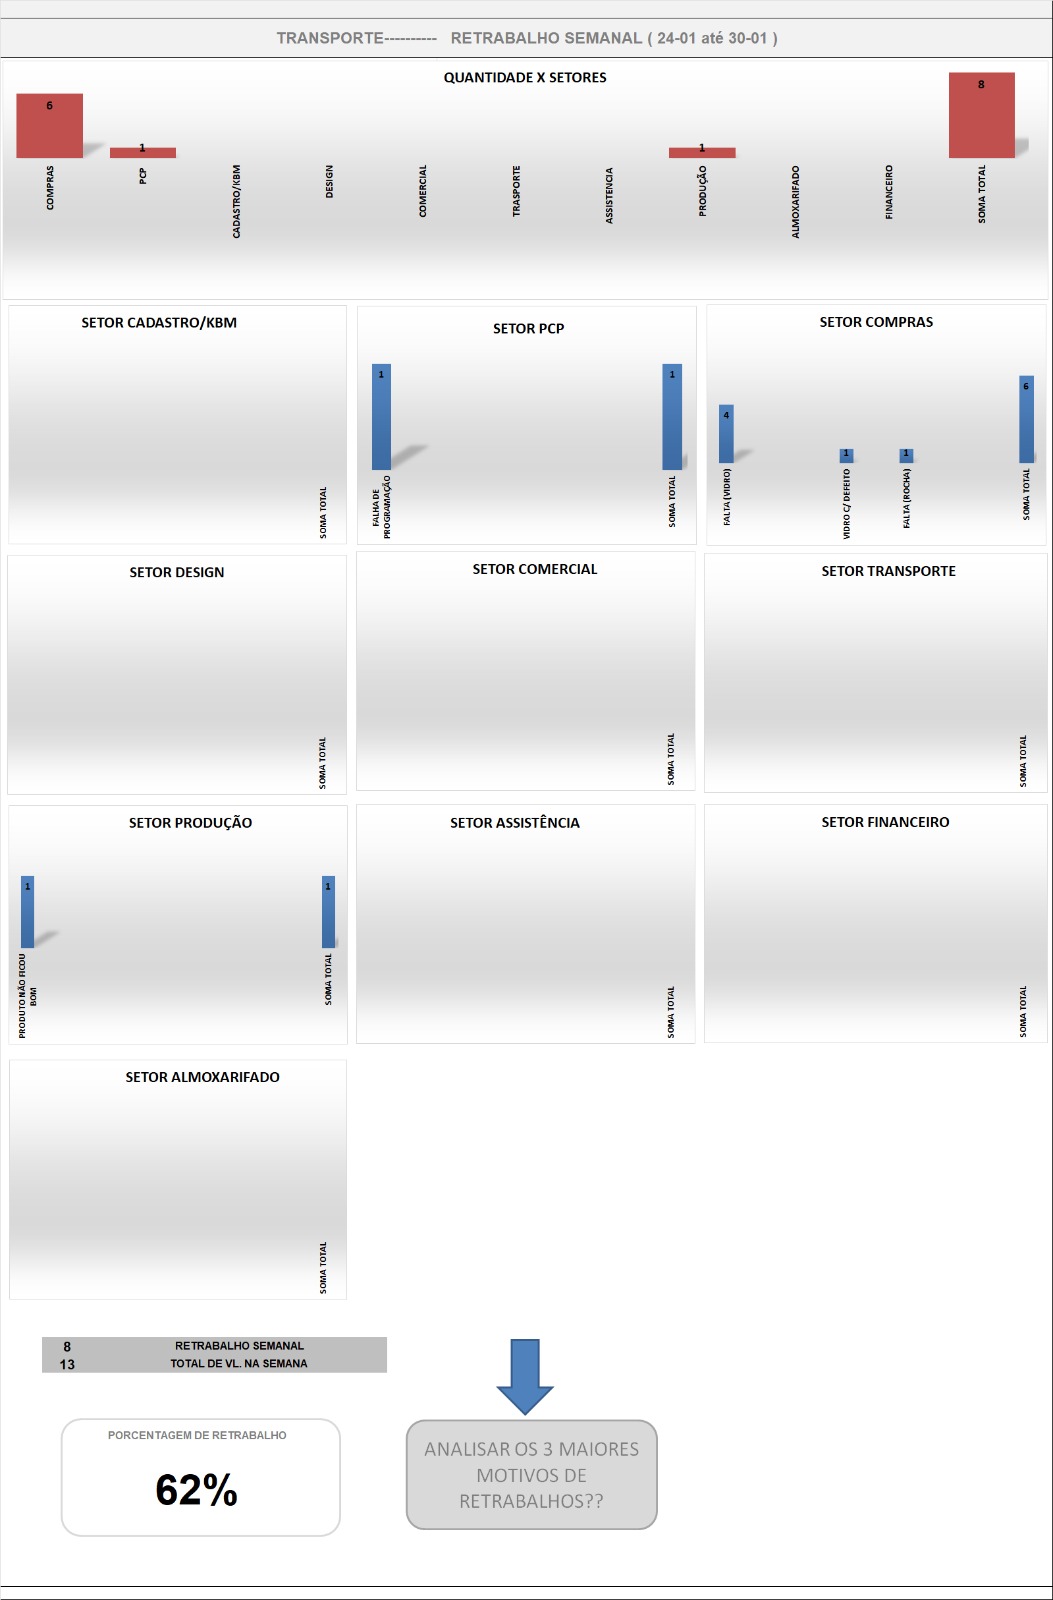 TRANSPORTE---------- RETRABALHO SEMANAL ( 24-01 até 30-01 )
QUANTIDADE X SETORES
6
1
1
8
COMPRAS
PCP
CADASTRO/KBM
DESIGN
COMERCIAL
TRASPORTE
ASSISTENCIA
PRODUÇÃO
ALMOXARIFADO
FINANCEIRO
SOMA TOTAL
SETOR CADASTRO/KBM
SOMA TOTAL
SETOR PCP
1
1
FALHA DE
PROGRAMAÇÃO
SOMA TOTAL
SETOR COMPRAS
4
1
1
6
FALTA (VIDRO)
VIDRO C/ DEFEITO
FALTA (ROCHA)
SOMA TOTAL
SETOR DESIGN
SOMA TOTAL
SETOR COMERCIAL
SOMA TOTAL
SETOR TRANSPORTE
SOMA TOTAL
SETOR PRODUÇÃO
1
1
PRODUTO NÃO FICOU
BOM
SOMA TOTAL
SETOR ASSISTÊNCIA
SOMA TOTAL
SETOR FINANCEIRO
SOMA TOTAL
SETOR ALMOXARIFADO
SOMA TOTAL
8 RETRABALHO SEMANAL
13 TOTAL DE VL. NA SEMANA
PORCENTAGEM DE RETRABALHO
62%
ANALISAR OS 3 MAIORES
MOTIVOS DE
RETRABALHOS??